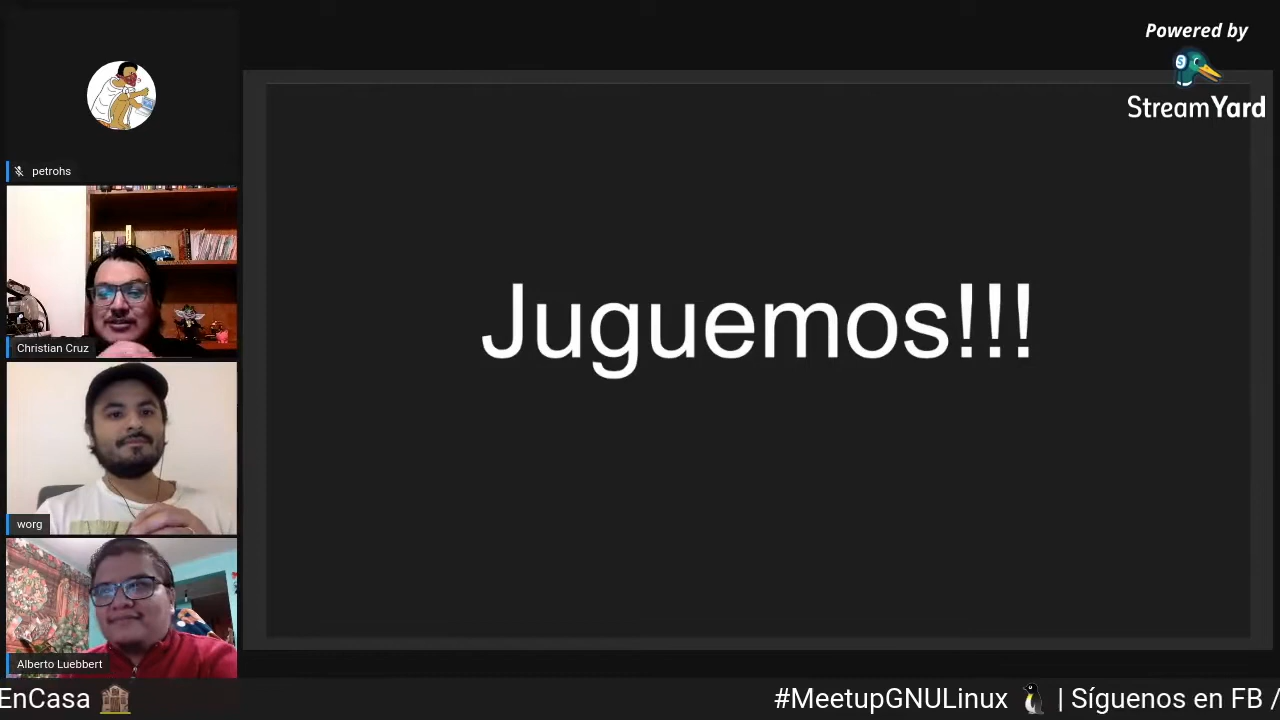 Powered by
StreamYard
petrohs
Christian Cruz
worg
Alberto Luebbert
Juguemos!!!
EnCasa
#MeetupGNULinux | Síguenos en FB /